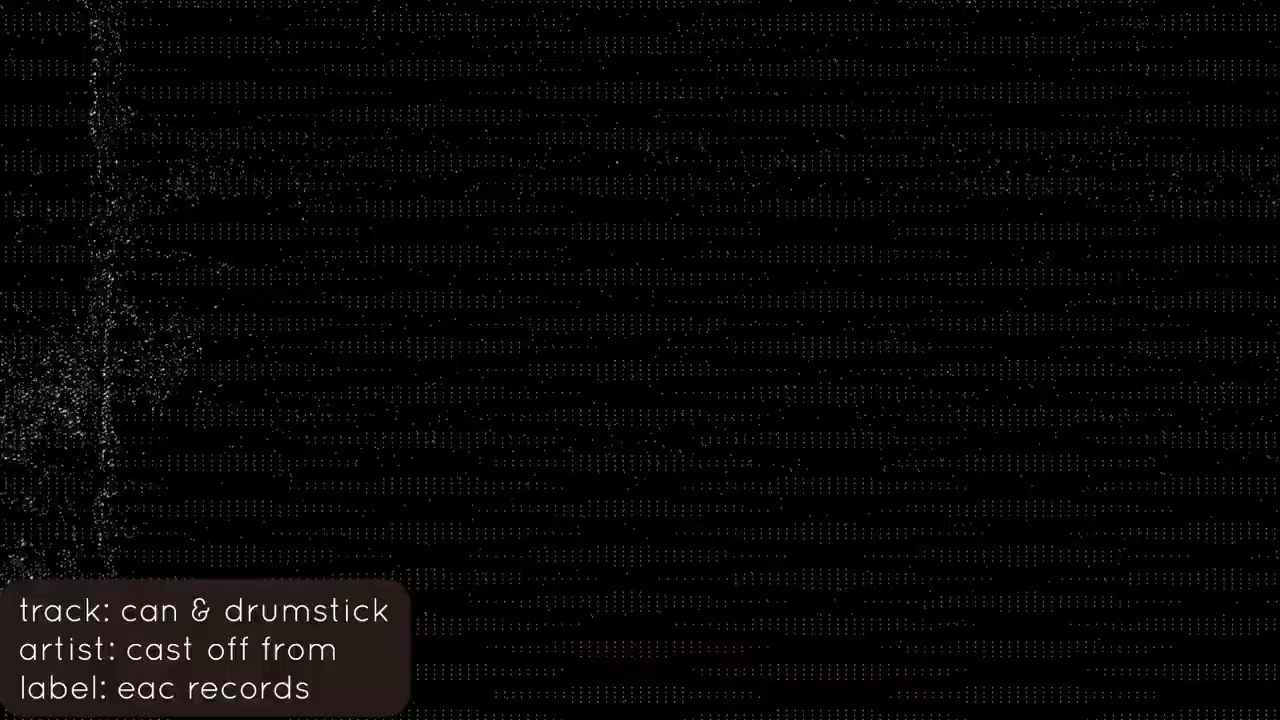 track: can & drumstick
artist: cast off from
label: eac records